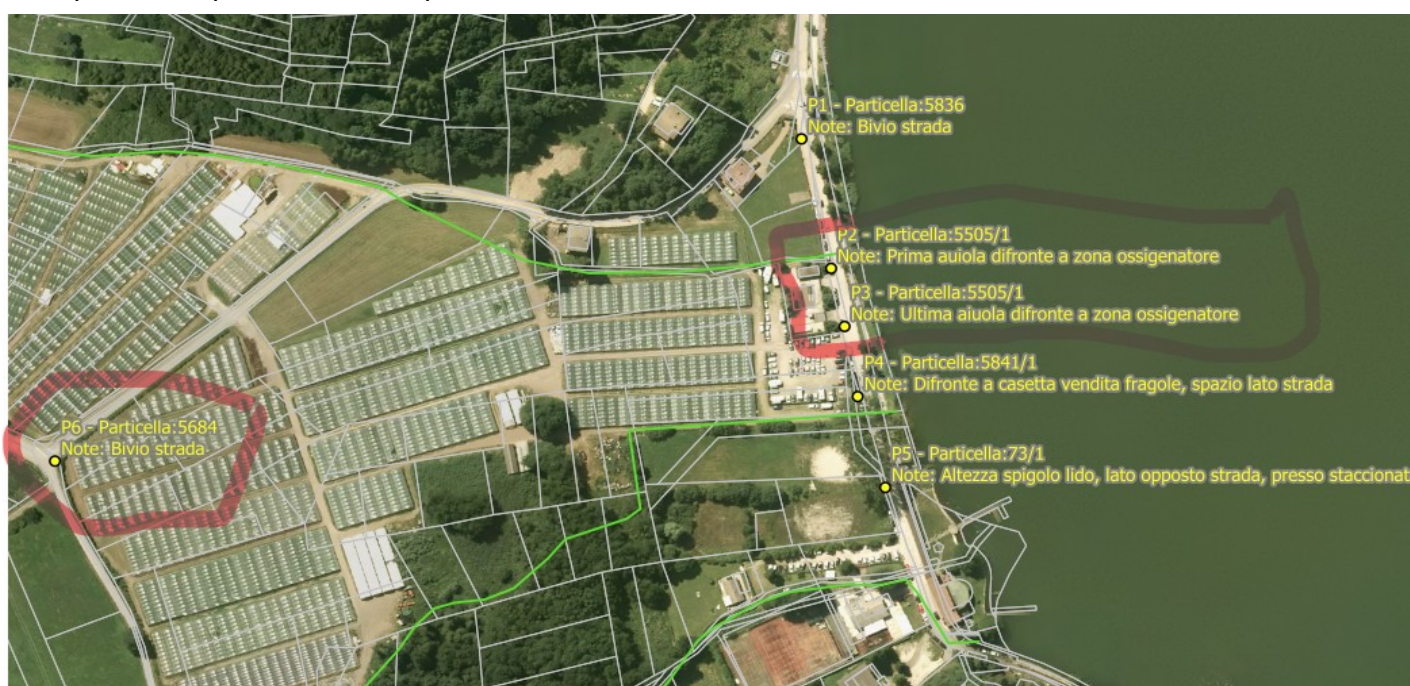 P1 - Particella:5836
Note: Bivio strada
P2 - Particella:5505/1
Note: Prima auiola difronte a zona ossigenatore
P3 - Particella:5505/1
Note: Ultima aiuola difronte a zona ossigenatore
P4 - Particella:5841/1
Note: Difronte a casetta vendita fragole, spazio lato strada
P6 - Particella:5684
Note: Bivio strada
P5 - Particella:73/1
Note: Altezza spigolo lido, lato opposto strada, presso staccionat